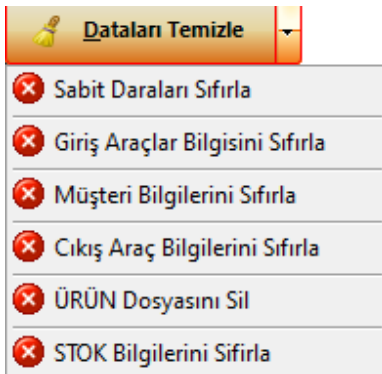 Dataları Temizle
Sabit Daraları Sıfırla
Giriş Araçlar Bilgisini Sıfırla
Müşteri Bilgilerini Sıfırla
Cıkış Araç Bilgilerini Sıfırla
ÜRÜN Dosyasını Sil
STOK Bilgilerini Sifirla